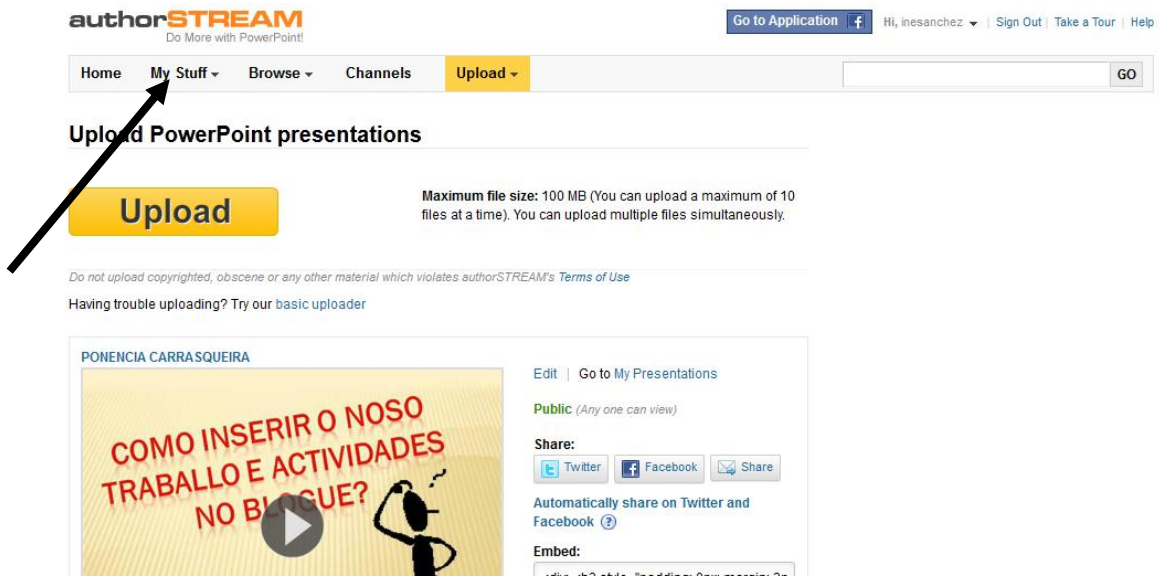 authorSTREAM
Do More with PowerPoint!
Go to Application
Hi, inesanchez | Sign Out | Take a Tour | Help
Home My Stuff Browse Channels Upload
GO
Upload PowerPoint presentations
Upload
Maximum file size: 100 MB (You can upload a maximum of 10
files at a time). You can upload multiple files simultaneously.
Do not upload copyrighted, obscene or any other material which violates authorSTREAM's Terms of Use
Having trouble uploading? Try our basic uploader
PONENCIA CARRASQUEIRA
COMO INSERIR O NOSO
TRABALLO E ACTIVIDADES
NO BLOGUE?
Edit | Go to My Presentations
Public (Any one can view)
Share:
Twitter Facebook Share
Automatically share on Twitter and
Facebook ?
Embed: